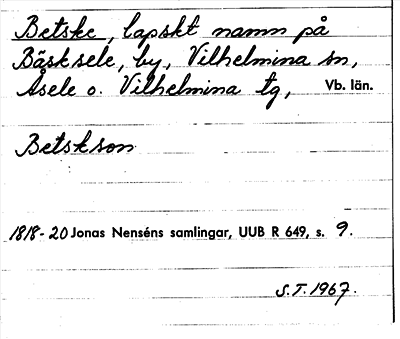 Betske, lapskt namn på
Bäsksele, by, Vilhelmina sn,
Åsele o. Vilhelmina tg, Vb. län.
Betskson
1818-20 Jonas Nenséns samlingar, UUB R 649, s. 9.
S.T. 1967.